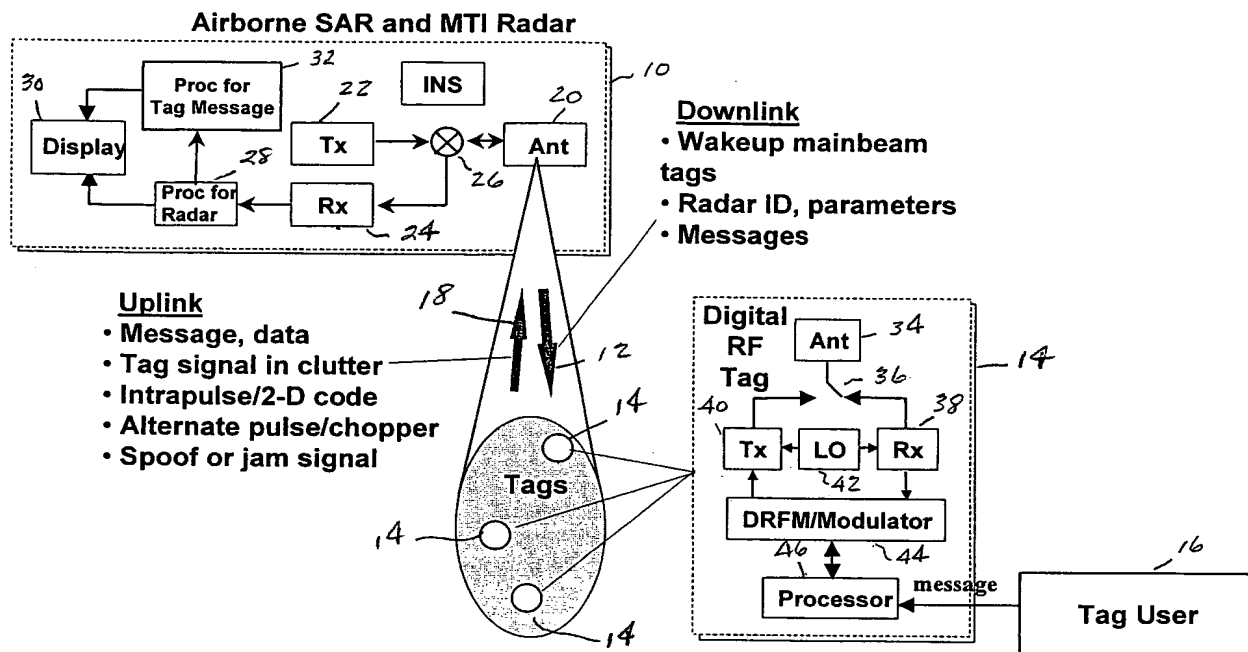 Airborne SAR and MTI Radar
10
32
30
Proc for
Tag Message
22
INS
20
Display
28
Tx
Ant
26
Proc for
Radar
Rx
24
Downlink
• Wakeup mainbeam
tags
• Radar ID, parameters
• Messages
Uplink
• Message, data
• Tag signal in clutter
• Intrapulse/2-D code
• Alternate pulse/chopper
• Spoof or jam signal
18
12
14
Tags
14
14
Digital
RF
Tag
Ant
34
14
36
40
38
Tx
LO
Rx
42
DRFM/Modulator
46
44
Processor
message
16
Tag User